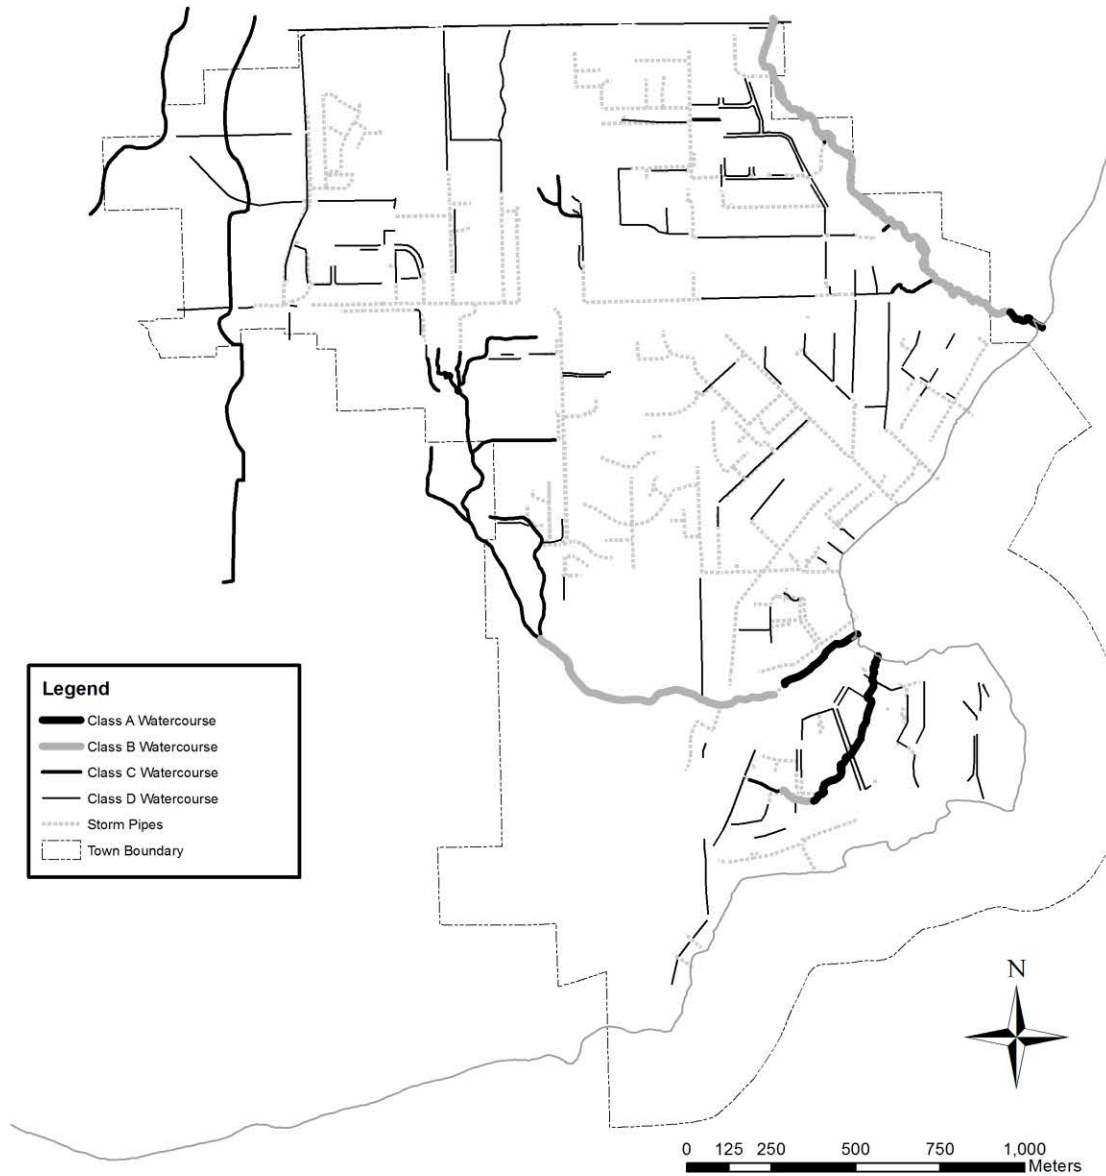 Legend
Class A Watercourse
Class B Watercourse
Class C Watercourse
Class D Watercourse
Storm Pipes
Town Boundary
N
0 125 250 500 750 1,000
Meters